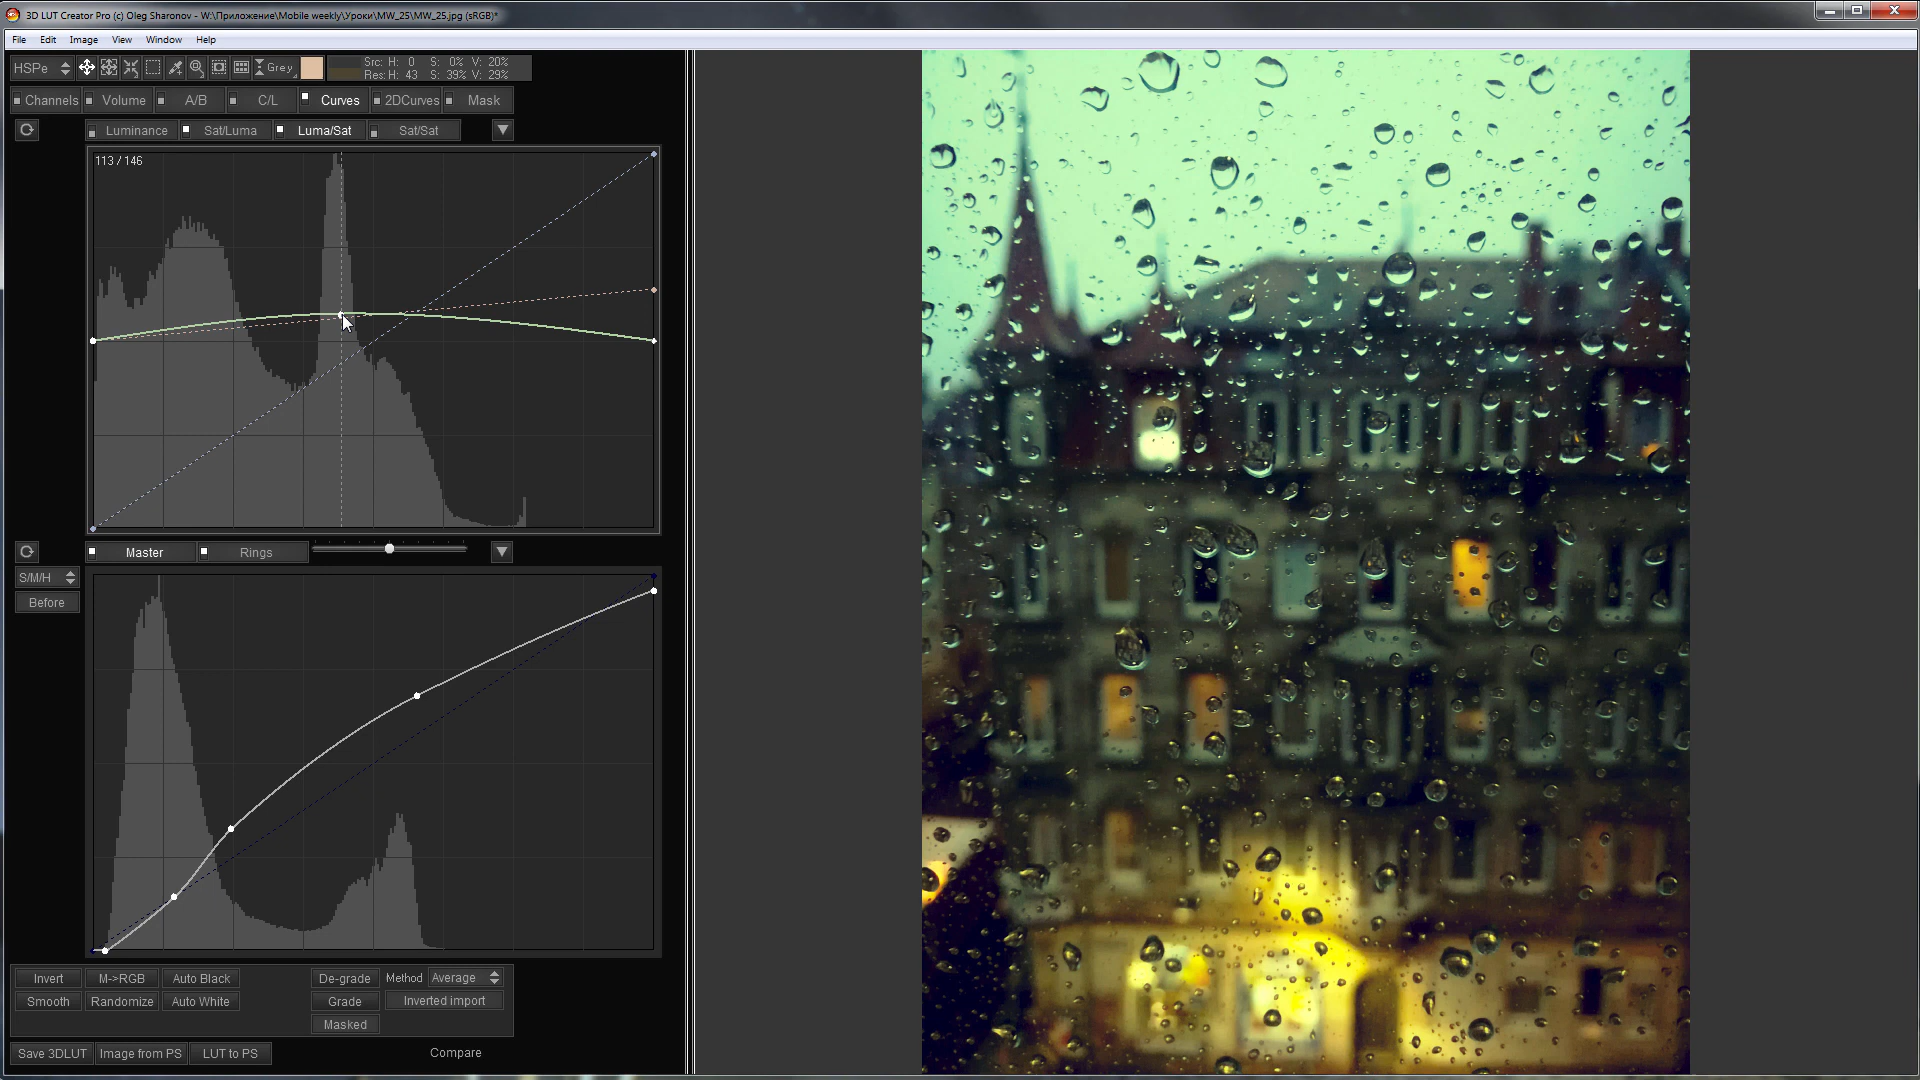 3D LUT Creator Pro (c) Oleg Sharonov - W:\Приложение\Mobile weekly\Уроки\MW_25\MW_25.jpg (sRGB)*
File Edit Image View Window Help
HSPe Grey Src: H: 0 S: 0% V: 20%
Res: H: 43 S: 39% V: 29%
Channels Volume A/B C/L Curves 2DCurves Mask
Luminance Sat/Luma Luma/Sat Sat/Sat
113 / 146
Master Rings
S/M/H
Before
Invert M->RGB Auto Black De-grade Method Average
Smooth Randomize Auto White Grade Inverted import
Masked
Save 3DLUT Image from PS LUT to PS Compare